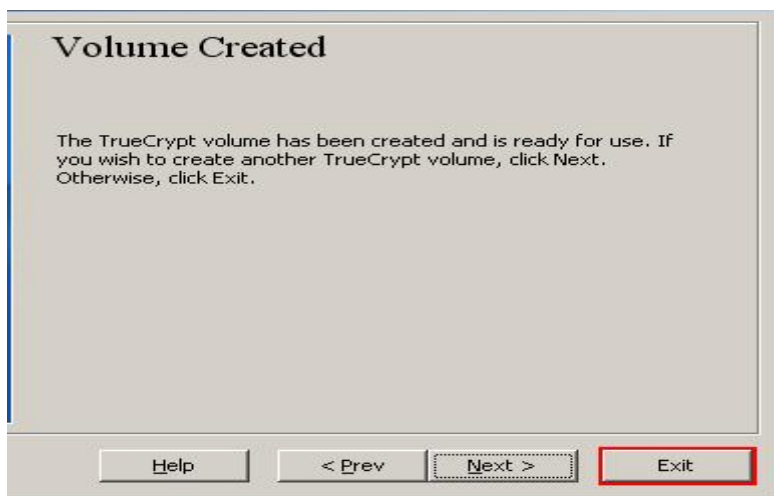 Volume Created
The TrueCrypt volume has been created and is ready for use. If
you wish to create another TrueCrypt volume, click Next.
Otherwise, click Exit.
Help
< Prev
Next >
Exit